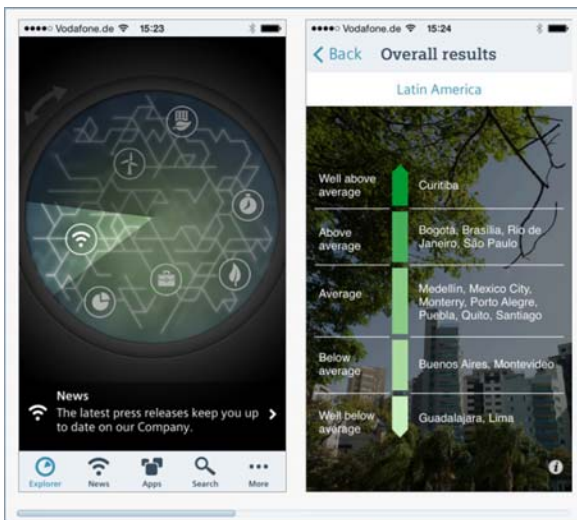 Vodafone.de 15:23
News
The latest press releases keep you up
to date on our Company.
Explorer News Apps Search More
Vodafone.de 15:24
Back Overall results
Latin America
Well above
average
Curitiba
Above
average
Bogotá, Brasília, Rio de
Janeiro, São Paulo
Average
Medellín, Mexico City,
Monterry, Porto Alegre,
Puebla, Quito, Santiago
Below
average
Buenos Aires, Montevideo
Well below
average
Guadalajara, Lima